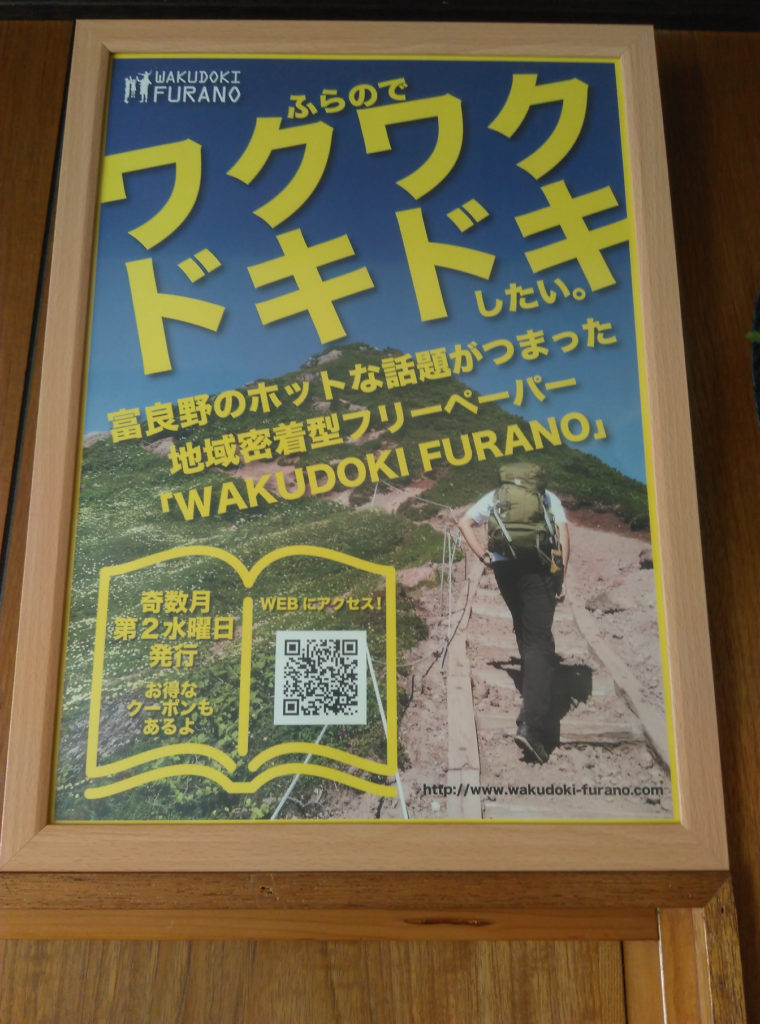 WAKUDOKI
FURANO
ふらので
ワクワク
ドキドキ
したい。
富良野のホットな話題がつまった
地域密着型フリーペーパー
「WAKUDOKI FURANO」
奇数月
第2水曜日
発行
お得な
クーポンも
あるよ
WEBにアクセス!
http://www.wakudoki-furano.com